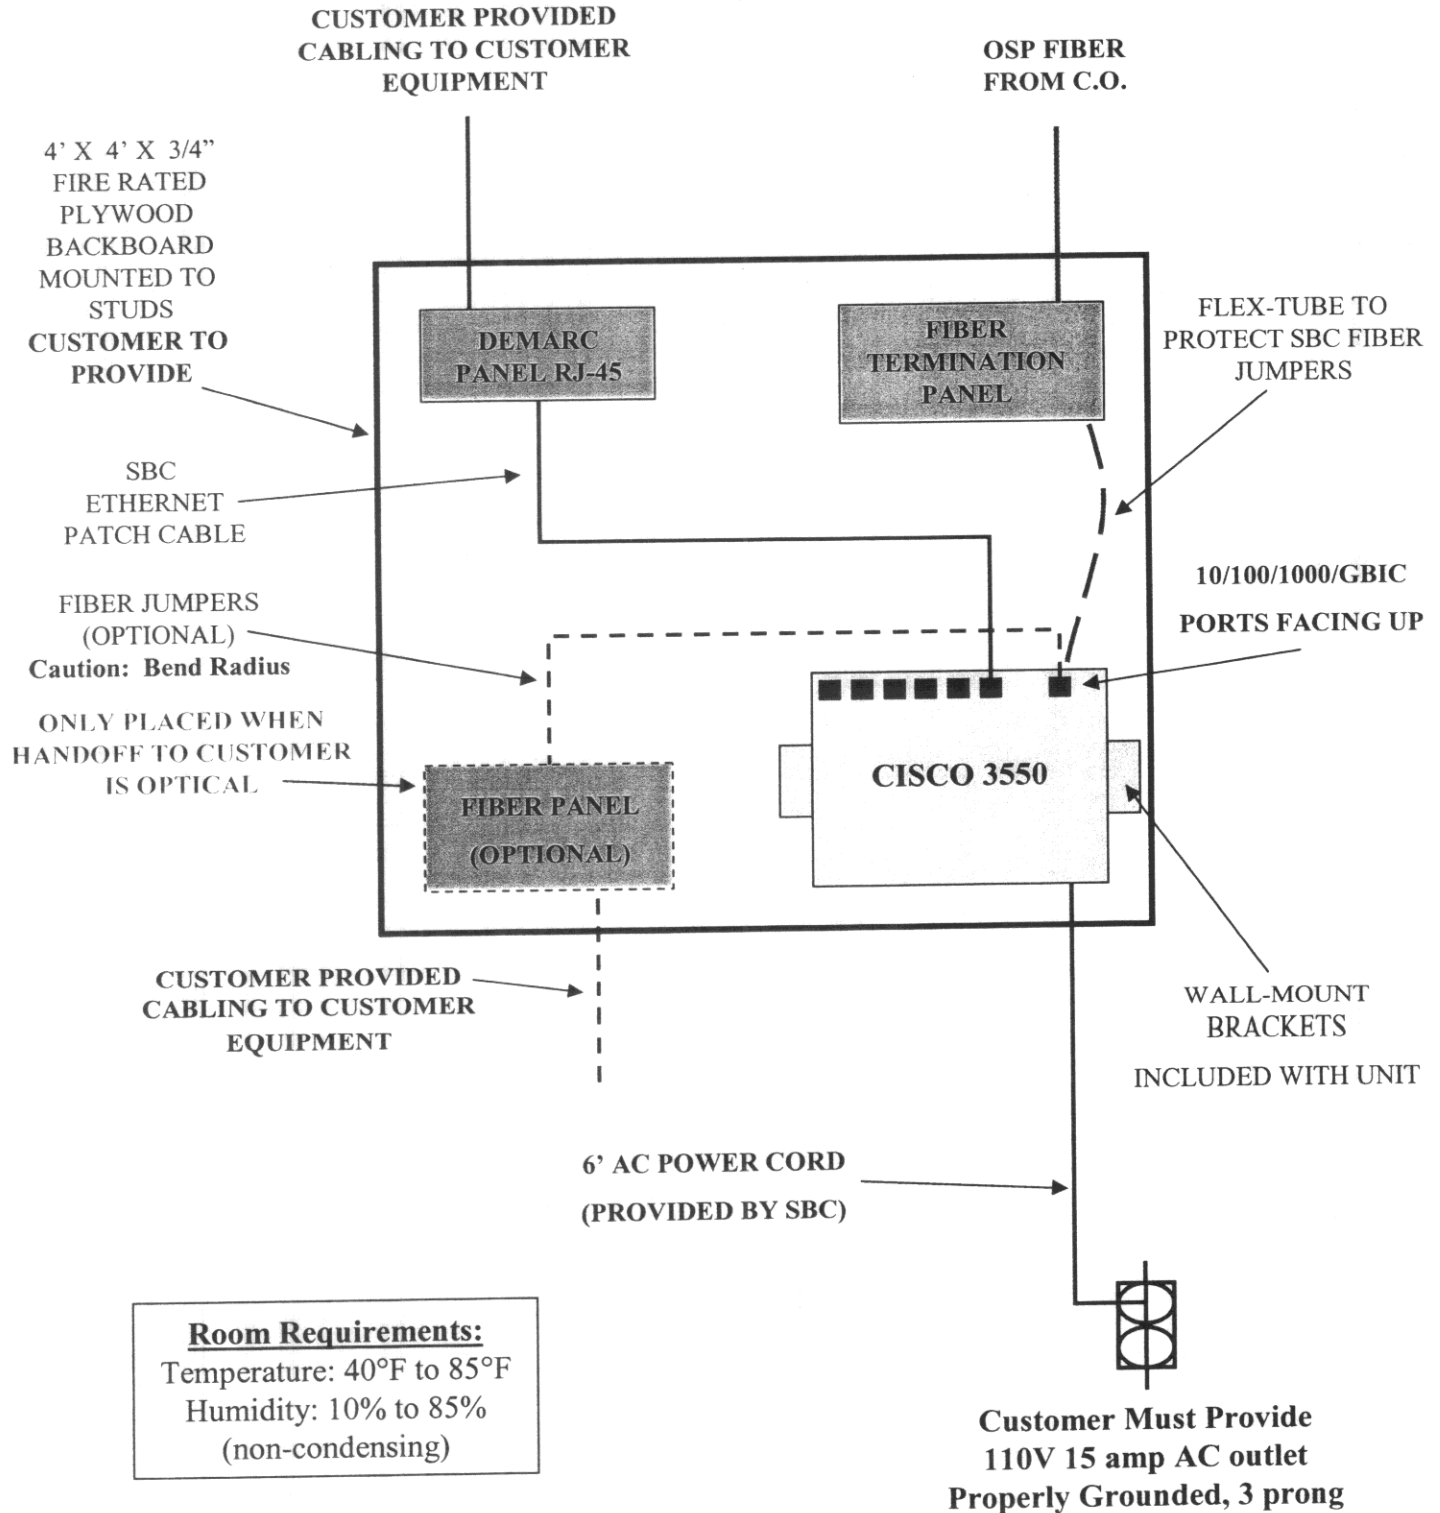 CUSTOMER PROVIDED
CABLING TO CUSTOMER
EQUIPMENT
OSP FIBER
FROM C.O.
4’ X 4’ X 3/4”
FIRE RATED
PLYWOOD
BACKBOARD
MOUNTED TO
STUDS
CUSTOMER TO
PROVIDE
DEMARC
PANEL RJ-45
FIBER
TERMINATION
PANEL
FLEX-TUBE TO
PROTECT SBC FIBER
JUMPERS
SBC
ETHERNET
PATCH CABLE
10/100/1000/GBIC
PORTS FACING UP
FIBER JUMPERS
(OPTIONAL)
Caution: Bend Radius
ONLY PLACED WHEN
HANDOFF TO CUSTOMER
IS OPTICAL
CISCO 3550
FIBER PANEL
(OPTIONAL)
CUSTOMER PROVIDED
CABLING TO CUSTOMER
EQUIPMENT
WALL-MOUNT
BRACKETS
INCLUDED WITH UNIT
6’ AC POWER CORD
(PROVIDED BY SBC)
Room Requirements:
Temperature: 40°F to 85°F
Humidity: 10% to 85%
(non-condensing)
Customer Must Provide
110V 15 amp AC outlet
Properly Grounded, 3 prong